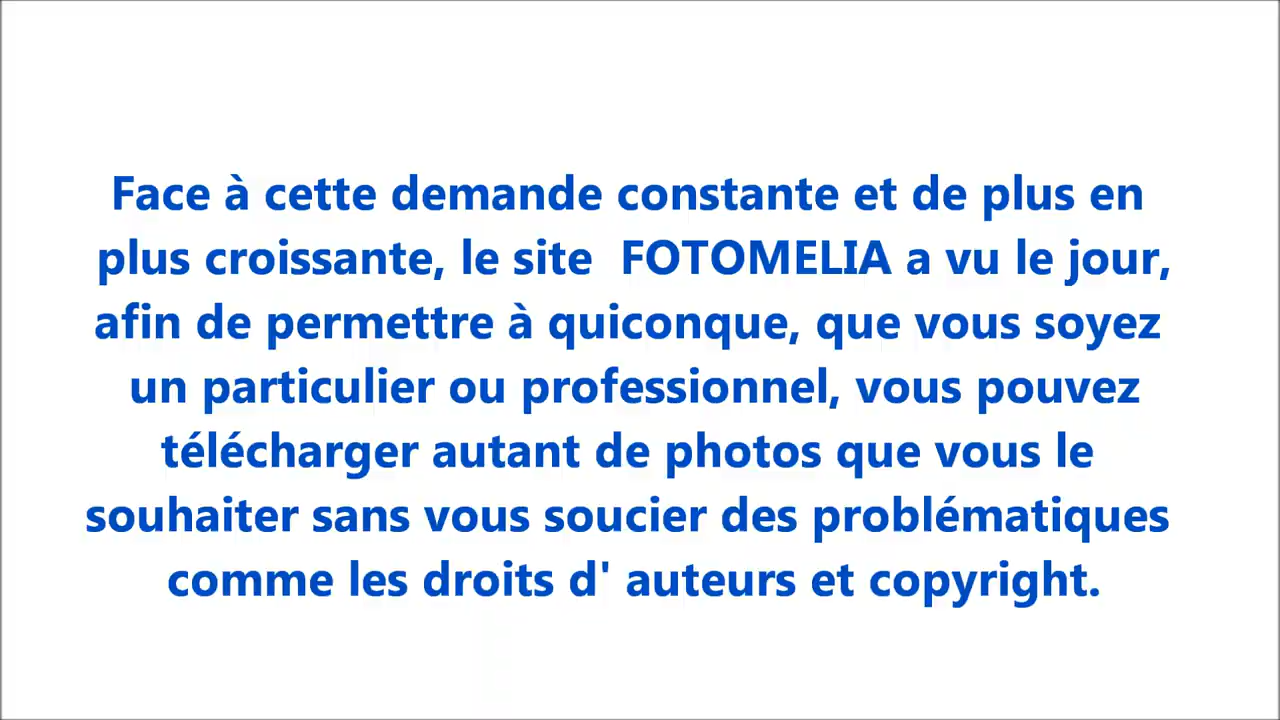 Face à cette demande constante et de plus en
plus croissante, le site  FOTOMELIA a vu le jour,
afin de permettre à quiconque, que vous soyez
un particulier ou professionnel, vous pouvez
télécharger autant de photos que vous le
souhaiter sans vous soucier des problématiques
comme les droits d' auteurs et copyright.